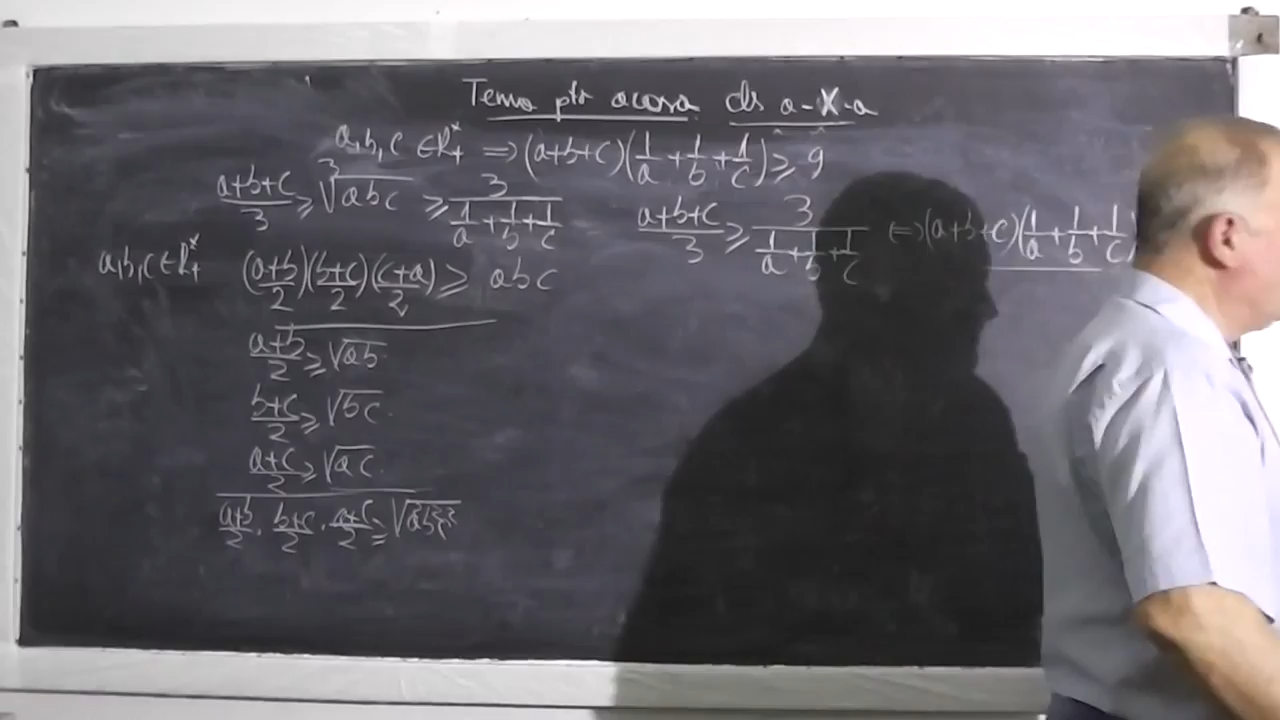 Tema ptr acasa cls a-X-a
a,b,c ∈ R₊* ⇒ (a+b+c)(1/a + 1/b + 1/c) ≥ 9
(a+b+c)/3 ≥ ∛(abc) ≥ 3/(1/a + 1/b + 1/c)
(a+b+c)/3 ≥ 3/(1/a + 1/b + 1/c) ⇔ (a+b+c)(1/a + 1/b + 1/c)
a,b,c ∈ R₊* ((a+b)/2)((b+c)/2)((c+a)/2) ≥ abc
(a+b)/2 ≥ √(ab)
(b+c)/2 ≥ √(bc)
(a+c)/2 ≥ √(ac)
(a+b)/2 · (b+c)/2 · (a+c)/2 ≥ √(a²b²c²)